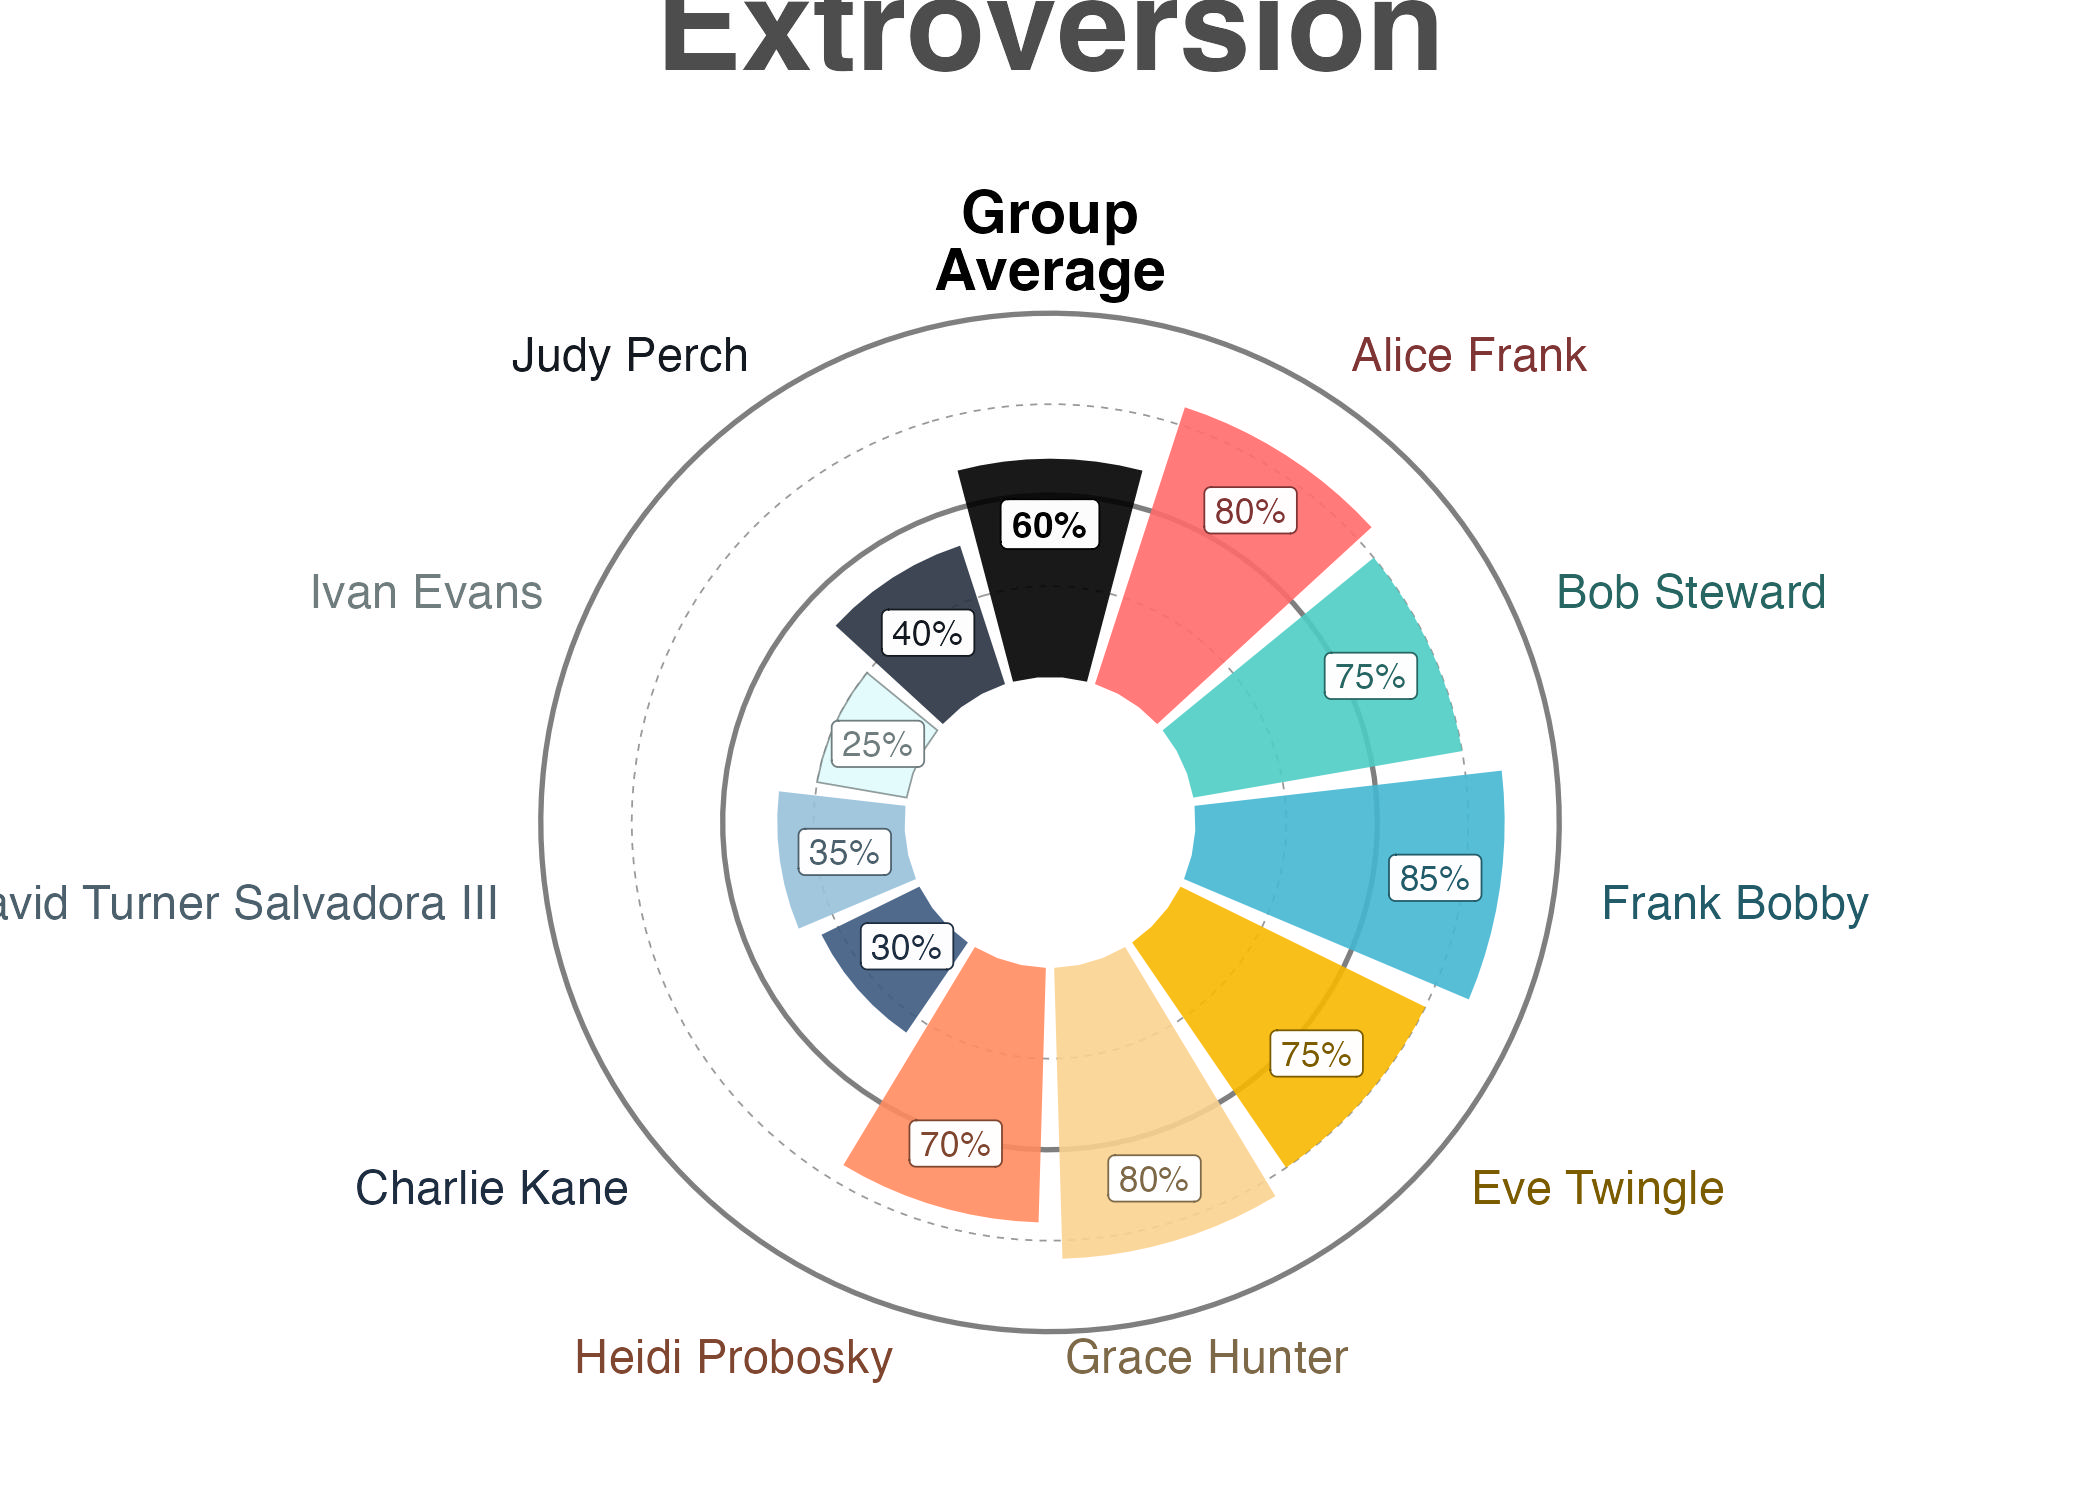 Extroversion
Group
Average
Judy Perch
Alice Frank
60%
80%
Ivan Evans
Bob Steward
40%
75%
25%
35%
85%
avid Turner Salvadora III
Frank Bobby
30%
75%
70%
80%
Charlie Kane
Eve Twingle
Heidi Probosky
Grace Hunter